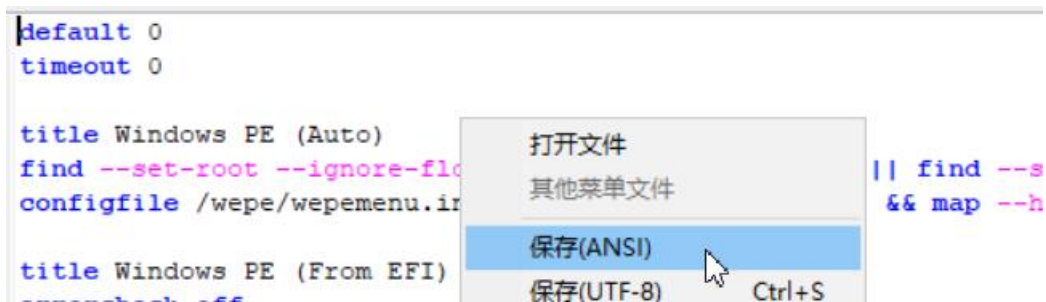 default 0
timeout 0
title Windows PE (Auto)
find --set-root --ignore-flo || find --s
configfile /wepe/wepemenu.in && map --h
title Windows PE (From EFI)
打开文件
其他菜单文件
保存(ANSI)
保存(UTF-8) Ctrl+S